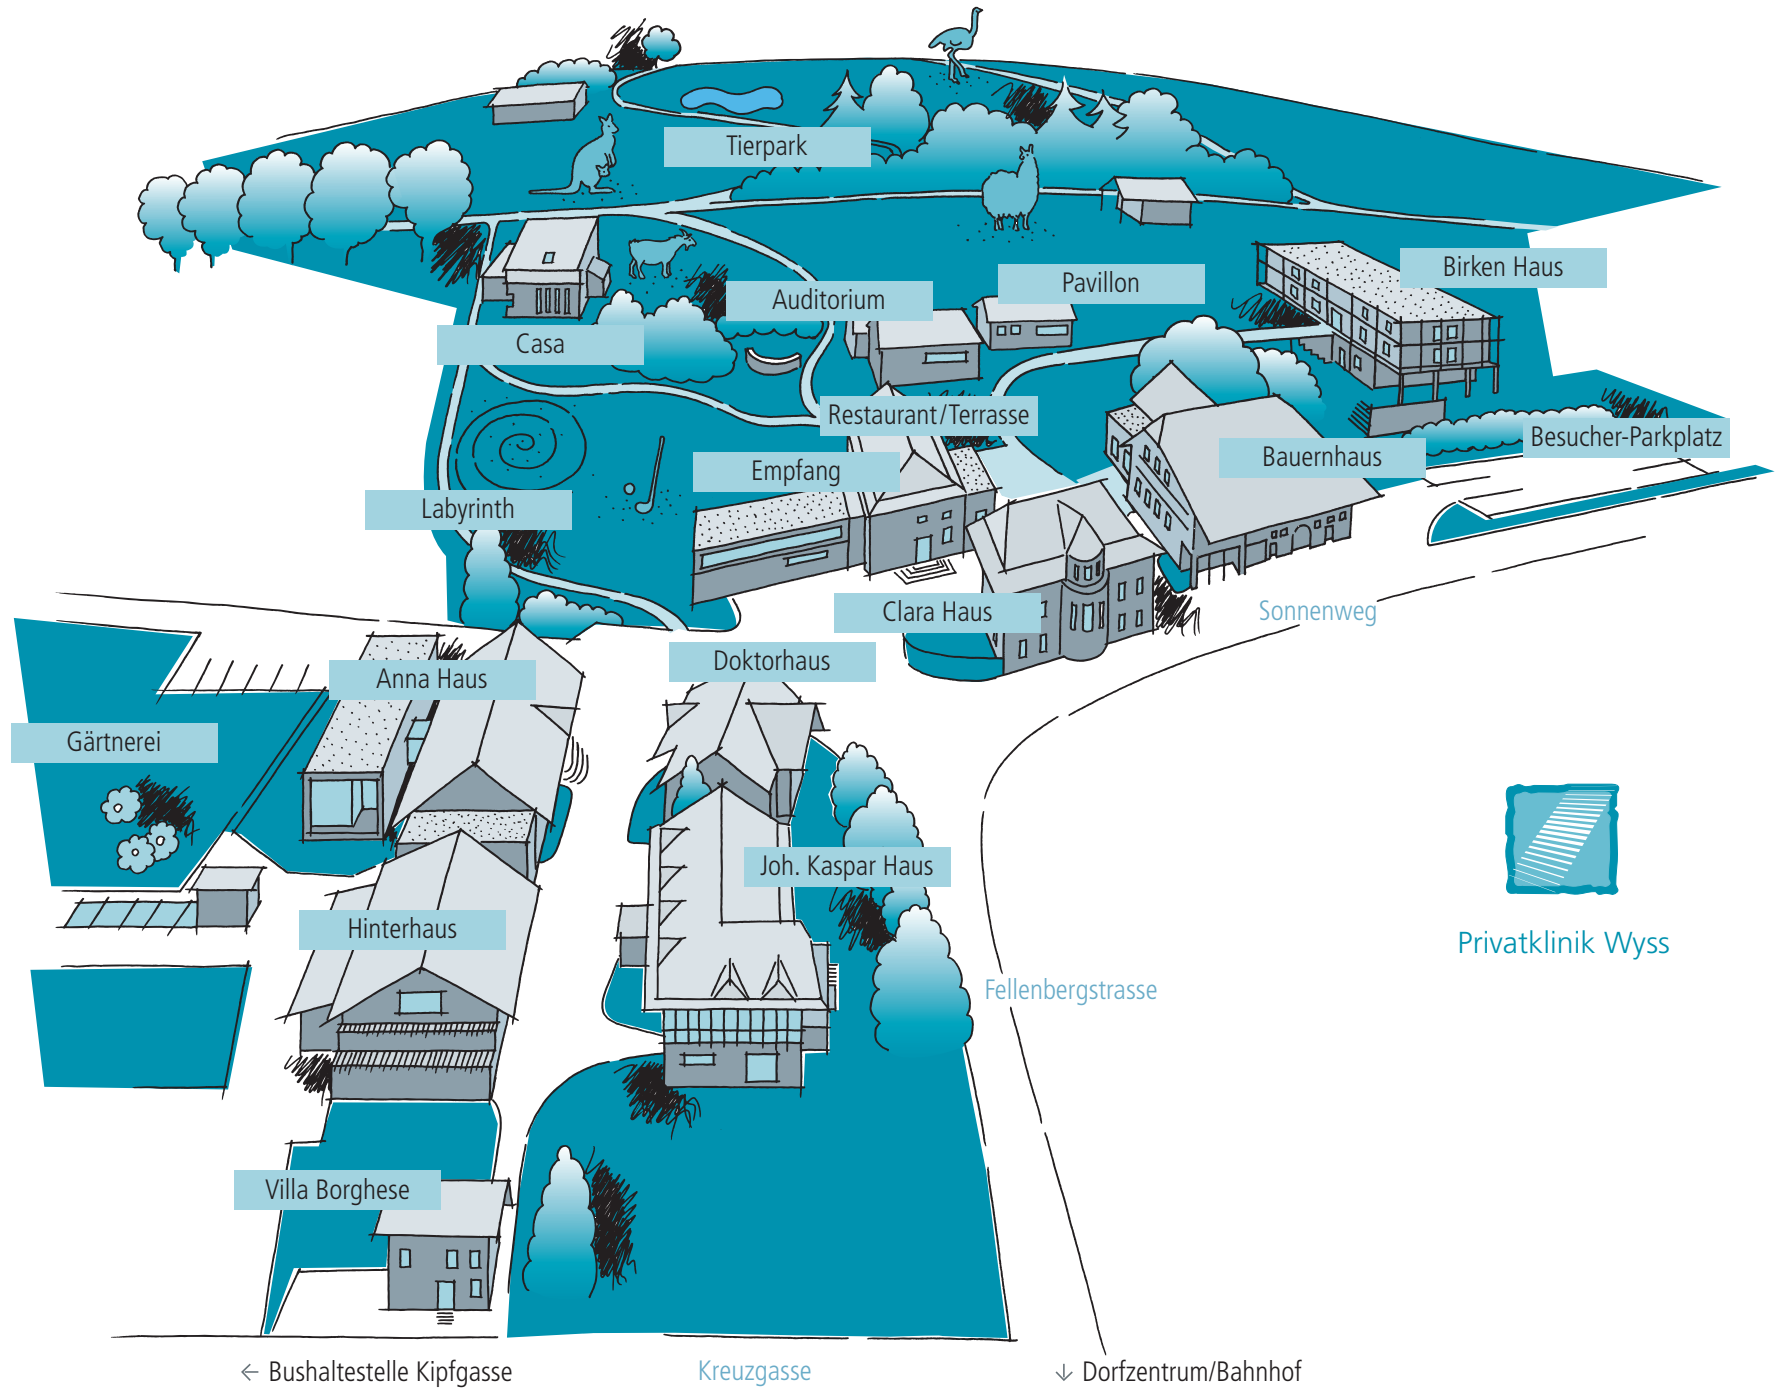 Tierpark
Birken Haus
Pavillon
Auditorium
Casa
Restaurant/Terrasse
Besucher-Parkplatz
Bauernhaus
Empfang
Labyrinth
Clara Haus
Sonnenweg
Doktorhaus
Anna Haus
Gärtnerei
Joh. Kaspar Haus
Hinterhaus
Privatklinik Wyss
Fellenbergstrasse
Villa Borghese
← Bushaltestelle Kipfgasse
Kreuzgasse
↓ Dorfzentrum/Bahnhof